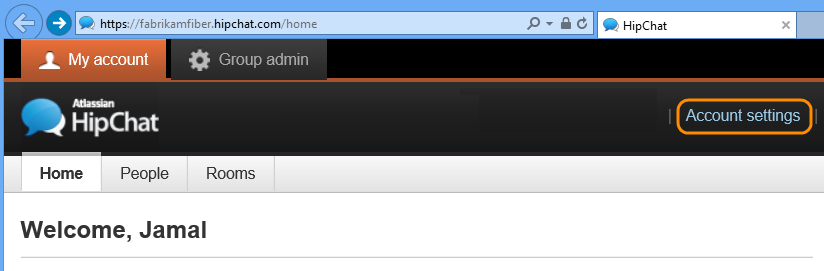 https://fabrikamfiber.hipchat.com/home
HipChat
My account
Group admin
Atlassian
HipChat
| Account settings |
Home
People
Rooms
Welcome, Jamal